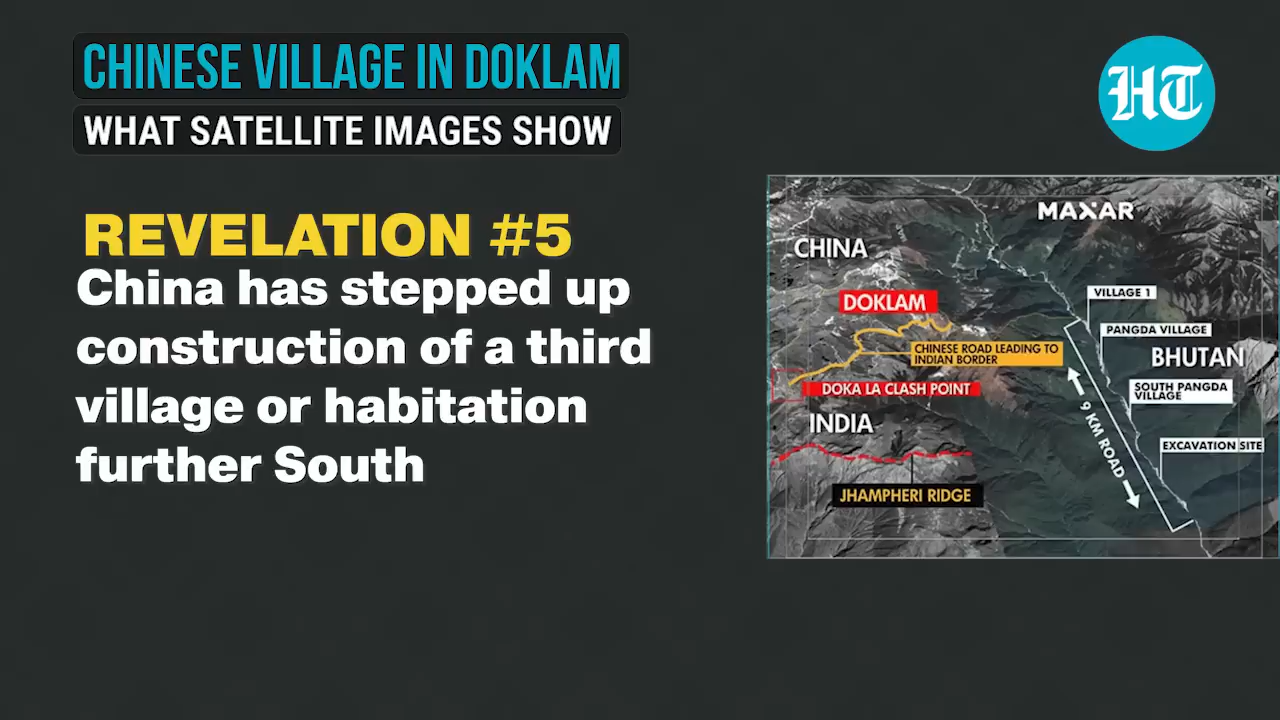 CHINESE VILLAGE IN DOKLAM
WHAT SATELLITE IMAGES SHOW
HT
REVELATION #5
China has stepped up
construction of a third
village or habitation
further South
MAXAR
CHINA
DOKLAM
VILLAGE 1
PANGDA VILLAGE
CHINESE ROAD LEADING TO
INDIAN BORDER
BHUTAN
DOKA LA CLASH POINT
SOUTH PANGDA
VILLAGE
INDIA
9 KM ROAD
EXCAVATION SITE
JHAMPHERI RIDGE